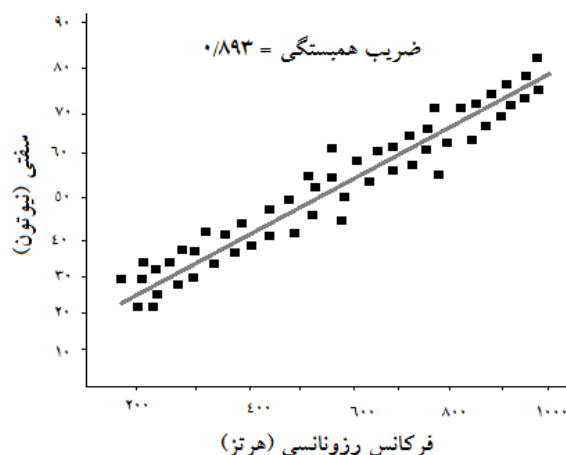 ضریب همبستگی = ۰/۸۹۳
سفتی (نیوتون)
۹۰
۸۰
۷۰
۶۰
۵۰
۴۰
۳۰
۲۰
۱۰
۲۰۰ ۴۰۰ ۶۰۰ ۸۰۰ ۱۰۰۰
فرکانس رزونانسی (هرتز)